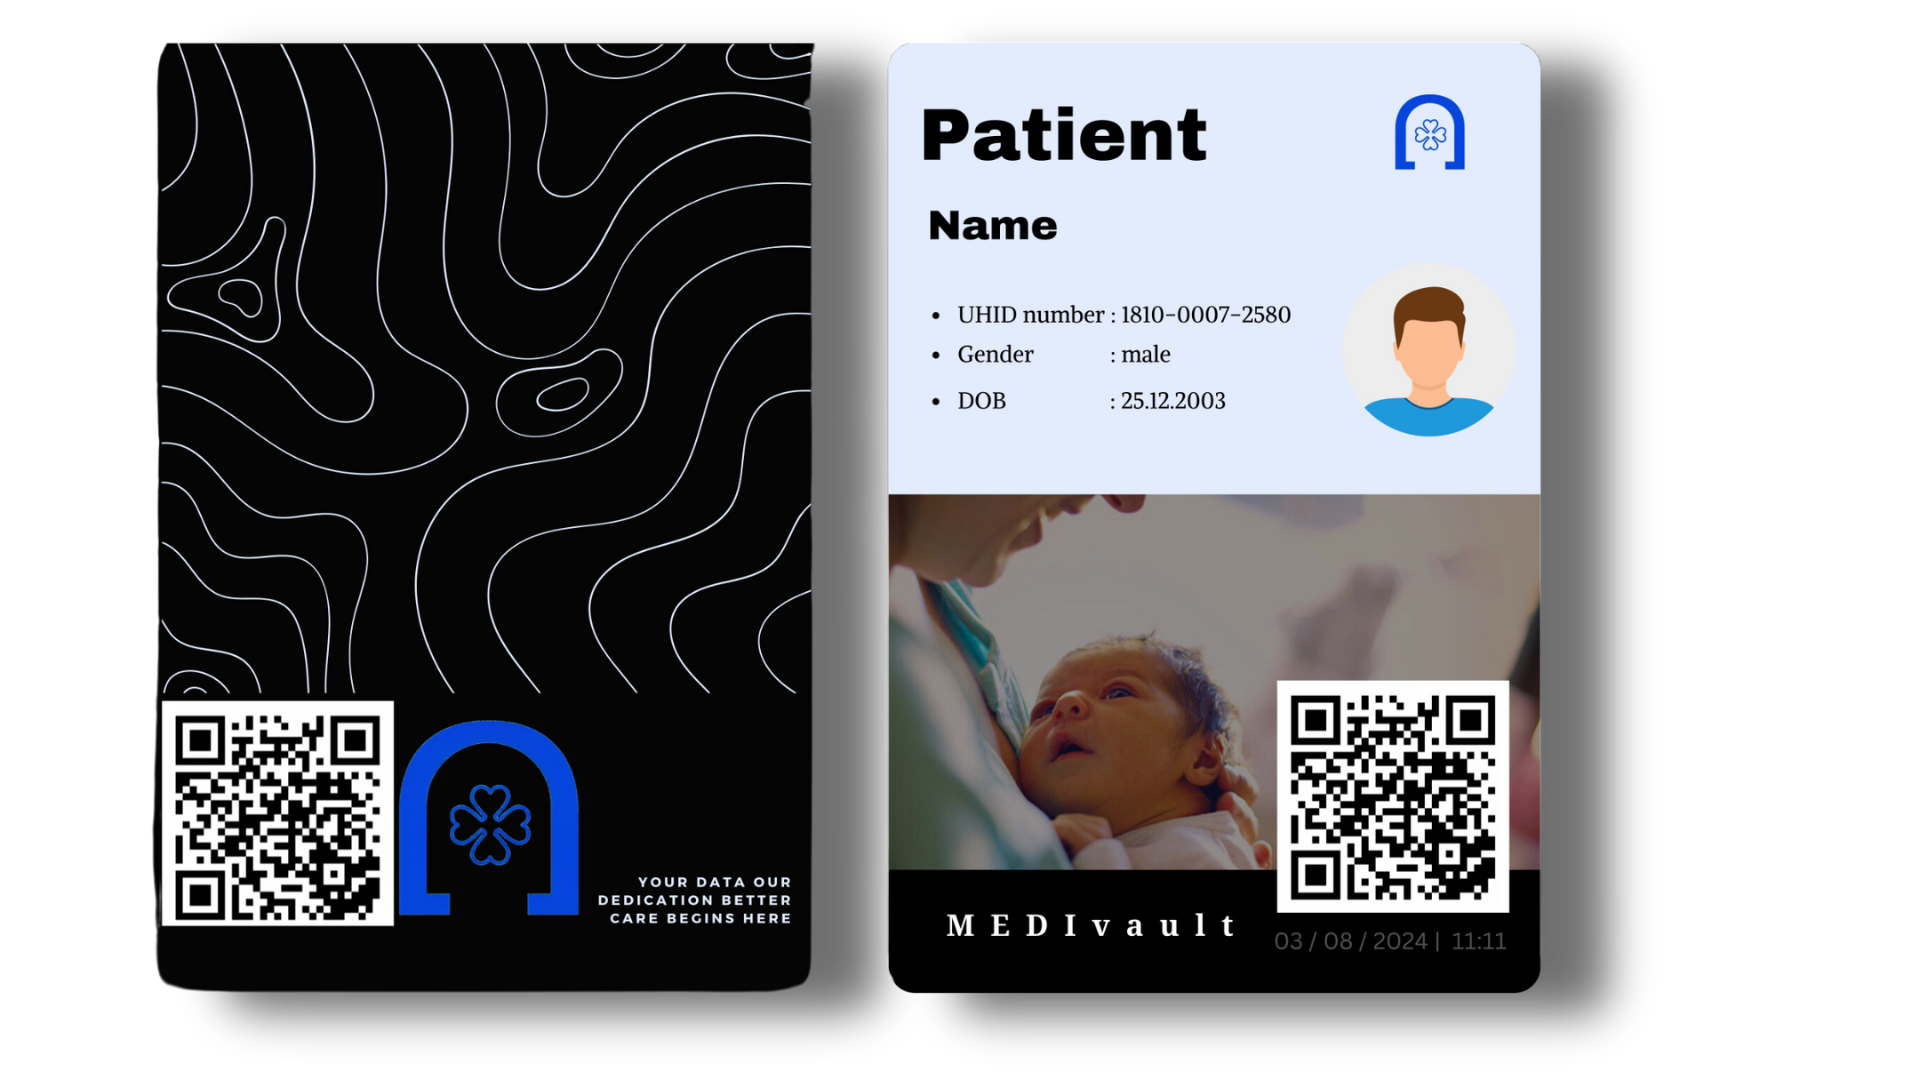 YOUR DATA OUR
DEDICATION BETTER
CARE BEGINS HERE
Patient
Name
• UHID number : 1810-0007-2580
• Gender : male
• DOB : 25.12.2003
MEDIvault
03 / 08 / 2024 | 11:11